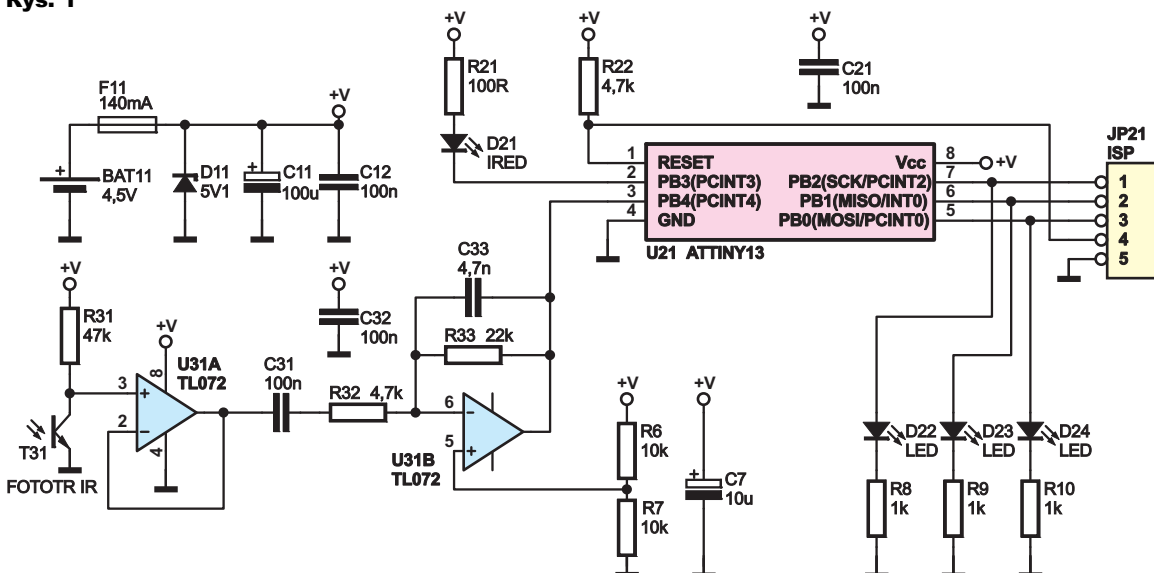 Rys. 1
+V
+V
+V
F11
140mA
+V
R21
100R
R22
4,7k
C21
100n
D21
IRED
JP21
ISP
+
BAT11
4,5V
D11
5V1
+
C11
100u
C12
100n
1
RESET
Vcc
8
+V
2
PB3(PCINT3)
PB2(SCK/PCINT2)
7
1
3
PB4(PCINT4)
PB1(MISO/INT0)
6
2
4
GND
PB0(MOSI/PCINT0)
5
3
4
5
U21 ATTINY13
+V
+V
C33
4,7n
R31
47k
+V
C32
100n
R33 22k
U31A
TL072
C31
100n
R32 4,7k
3
+
8
2
-
4
T31
FOTOTR IR
6
-
5
+
U31B
TL072
+V
+V
R6
10k
R7
10k
+
C7
10u
D22
LED
D23
LED
D24
LED
R8
1k
R9
1k
R10
1k